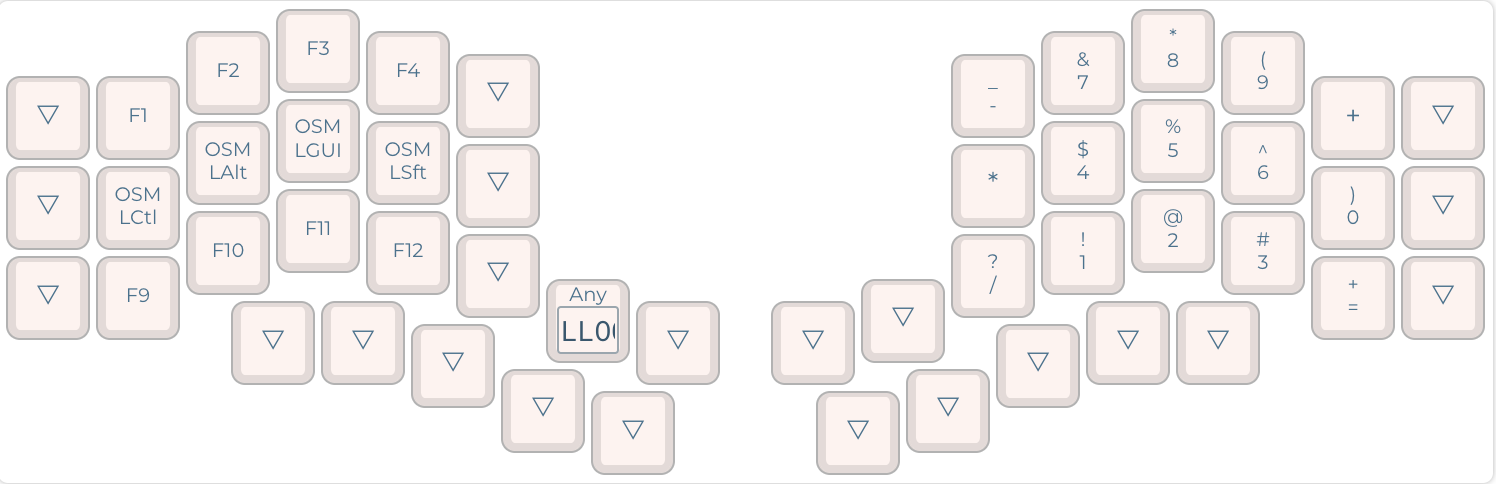 F1
F2
F3
F4
OSM
LCtl
OSM
LAlt
OSM
LGUI
OSM
LSft
F9
F10
F11
F12
Any
LL0
_
-
&
7
*
8
(
9
+
*
$
4
%
5
^
6
)
0
?
/
!
1
@
2
#
3
+
=